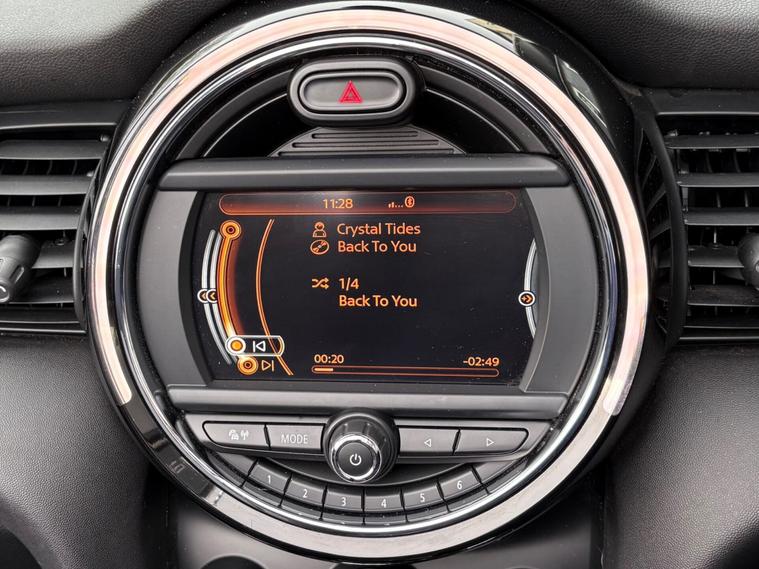 11:28
Crystal Tides
Back To You
1/4
Back To You
00:20 -02:49
MODE
1 2 3 4 5 6